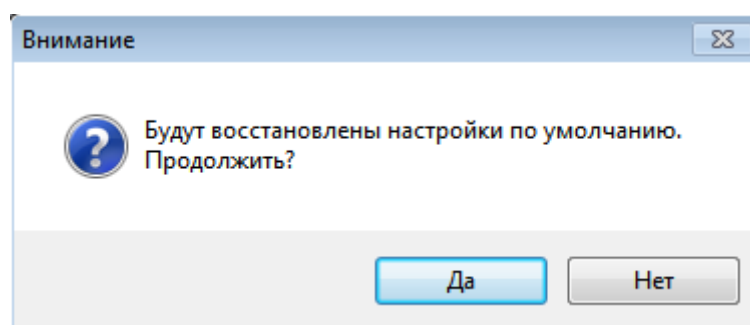 Внимание
Будут восстановлены настройки по умолчанию.
Продолжить?
Да
Нет